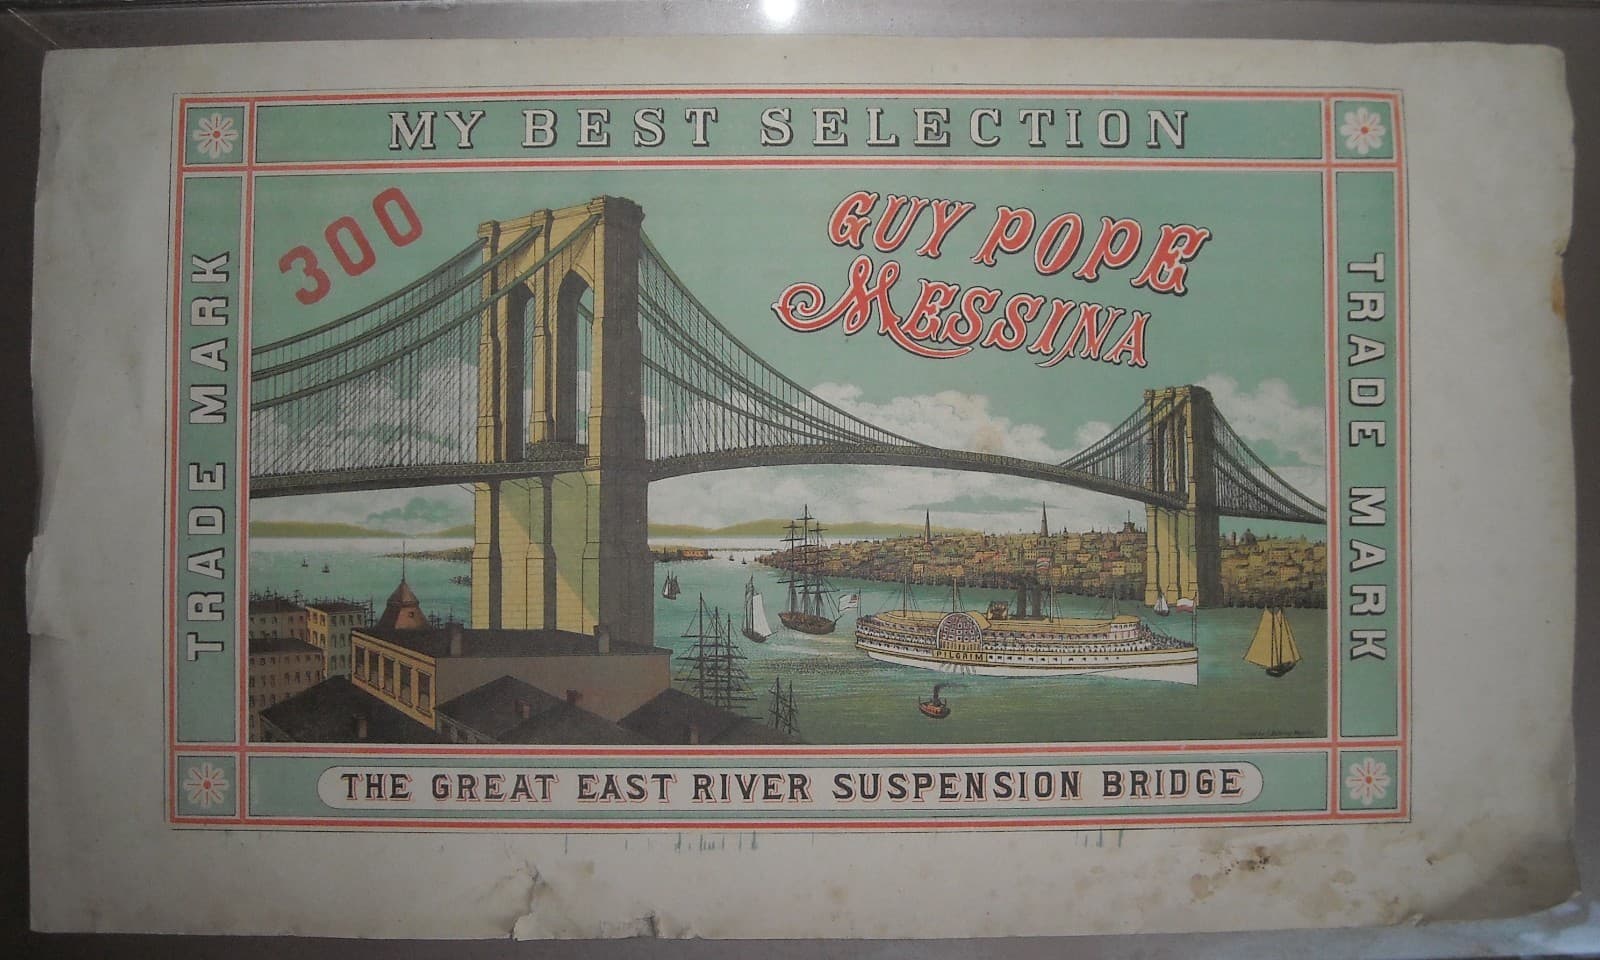 MY BEST SELECTION
300
GUY POPE
MESSINA
TRADE MARK
TRADE MARK
PILGRIM
THE GREAT EAST RIVER SUSPENSION BRIDGE